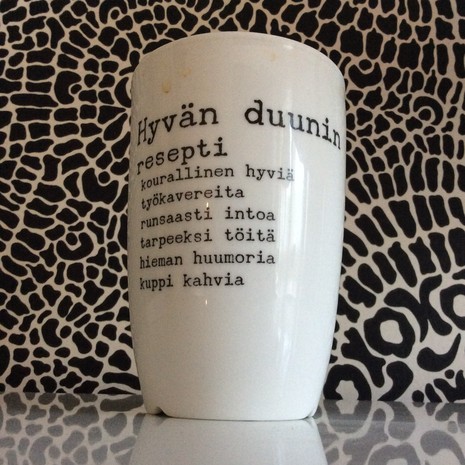 Hyvän duunin
resepti
kourallinen hyviä
työkavereita
runsaasti intoa
tarpeeksi töitä
hieman huumoria
kuppi kahvia